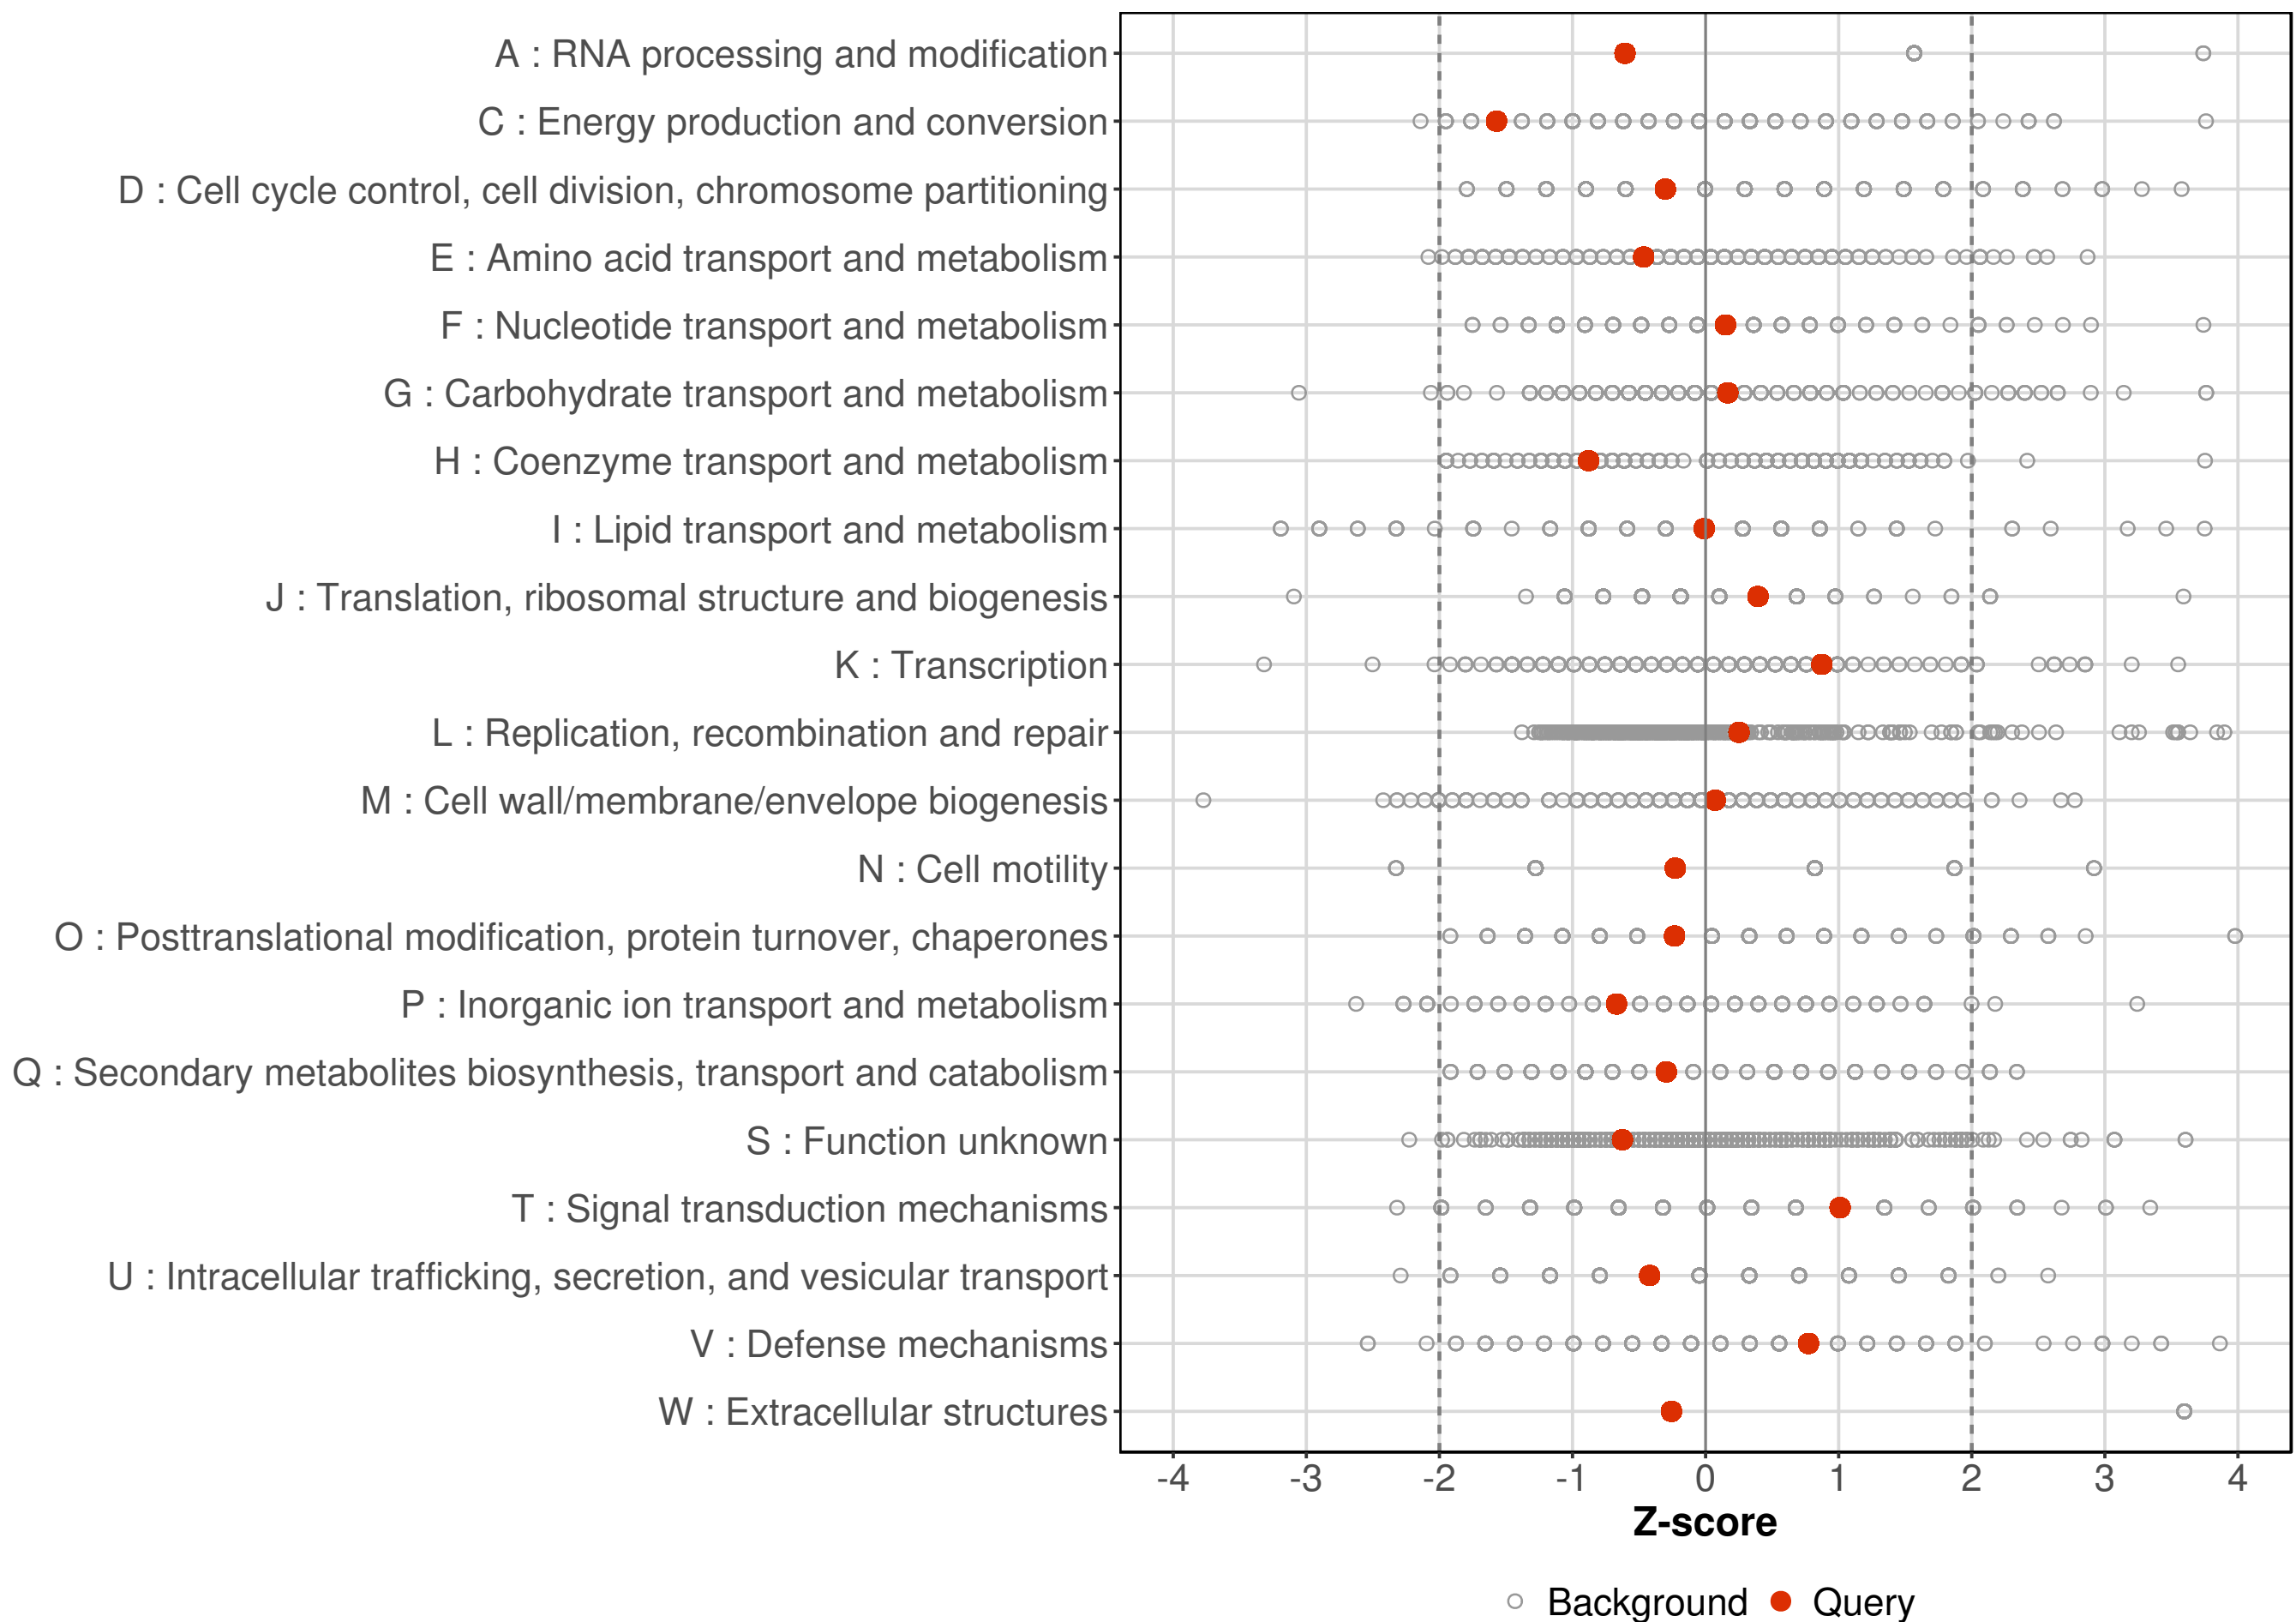 A : RNA processing and modification
C : Energy production and conversion
D : Cell cycle control, cell division, chromosome partitioning
E : Amino acid transport and metabolism
F : Nucleotide transport and metabolism
G : Carbohydrate transport and metabolism
H : Coenzyme transport and metabolism
I : Lipid transport and metabolism
J : Translation, ribosomal structure and biogenesis
K : Transcription
L : Replication, recombination and repair
M : Cell wall/membrane/envelope biogenesis
N : Cell motility
O : Posttranslational modification, protein turnover, chaperones
P : Inorganic ion transport and metabolism
Q : Secondary metabolites biosynthesis, transport and catabolism
S : Function unknown
T : Signal transduction mechanisms
U : Intracellular trafficking, secretion, and vesicular transport
V : Defense mechanisms
W : Extracellular structures
-4 -3 -2 -1 0 1 2 3 4
Z-score
Background Query